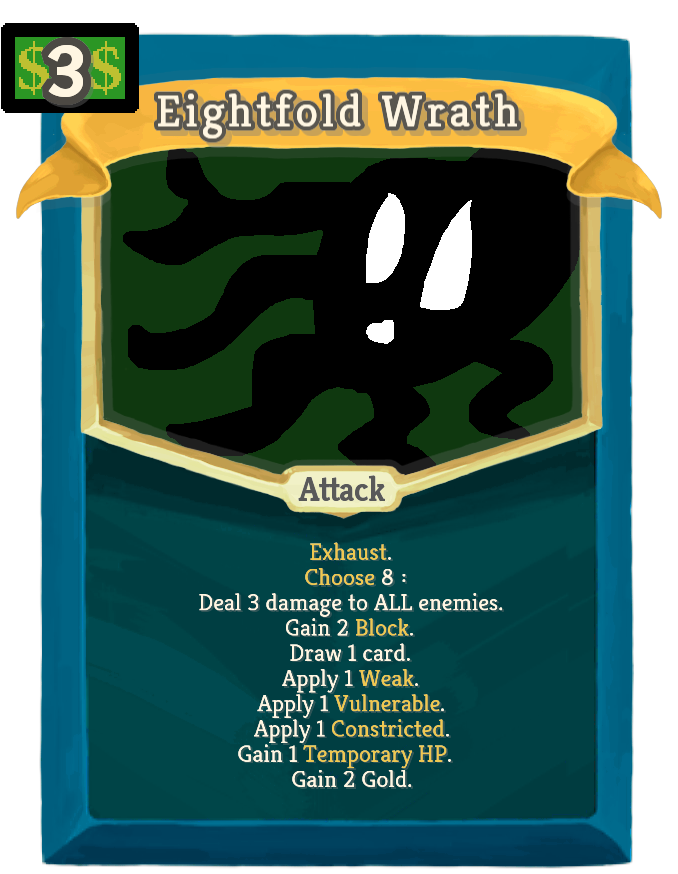 $3$
Eightfold Wrath
Attack
Exhaust.
Choose 8 :
Deal 3 damage to ALL enemies.
Gain 2 Block.
Draw 1 card.
Apply 1 Weak.
Apply 1 Vulnerable.
Apply 1 Constricted.
Gain 1 Temporary HP.
Gain 2 Gold.